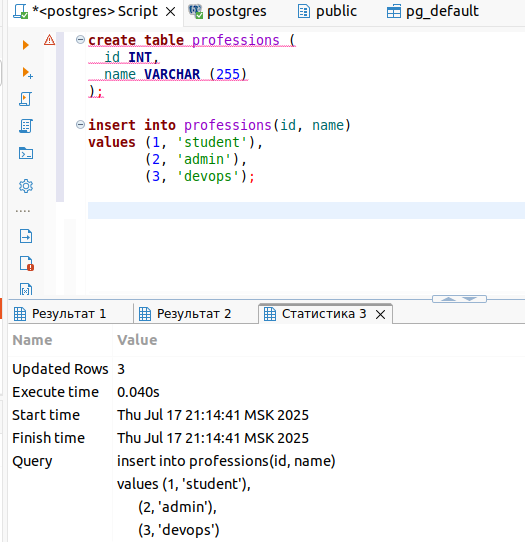 *<postgres> Script
postgres
public
pg_default
create table professions (
id INT,
name VARCHAR (255)
);
insert into professions(id, name)
values (1, 'student'),
(2, 'admin'),
(3, 'devops');
Результат 1
Результат 2
Статистика 3
Name Value
Updated Rows 3
Execute time 0.040s
Start time Thu Jul 17 21:14:41 MSK 2025
Finish time Thu Jul 17 21:14:41 MSK 2025
Query insert into professions(id, name)
values (1, 'student'),
(2, 'admin'),
(3, 'devops')